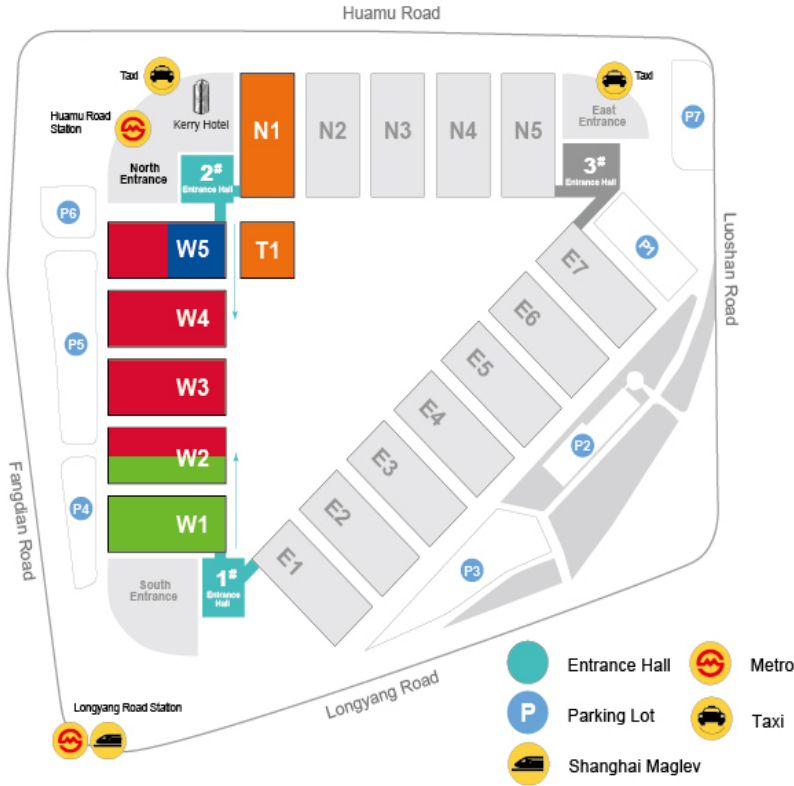 Huamu Road
Taxi
Taxi
Huamu Road
Station
Kerry Hotel
N1
N2
N3
N4
N5
East
Entrance
P7
North
Entrance
2#
Entrance Hall
3#
Entrance Hall
P6
W5
T1
P1
E7
Luoshan Road
W4
E6
P5
W3
E5
E4
W2
E3
P2
Fangdian Road
P4
W1
E2
E1
P3
South
Entrance
1#
Entrance
Hall
Longyang Road
Longyang Road Station
Entrance Hall
Metro
P
Parking Lot
Taxi
Shanghai Maglev